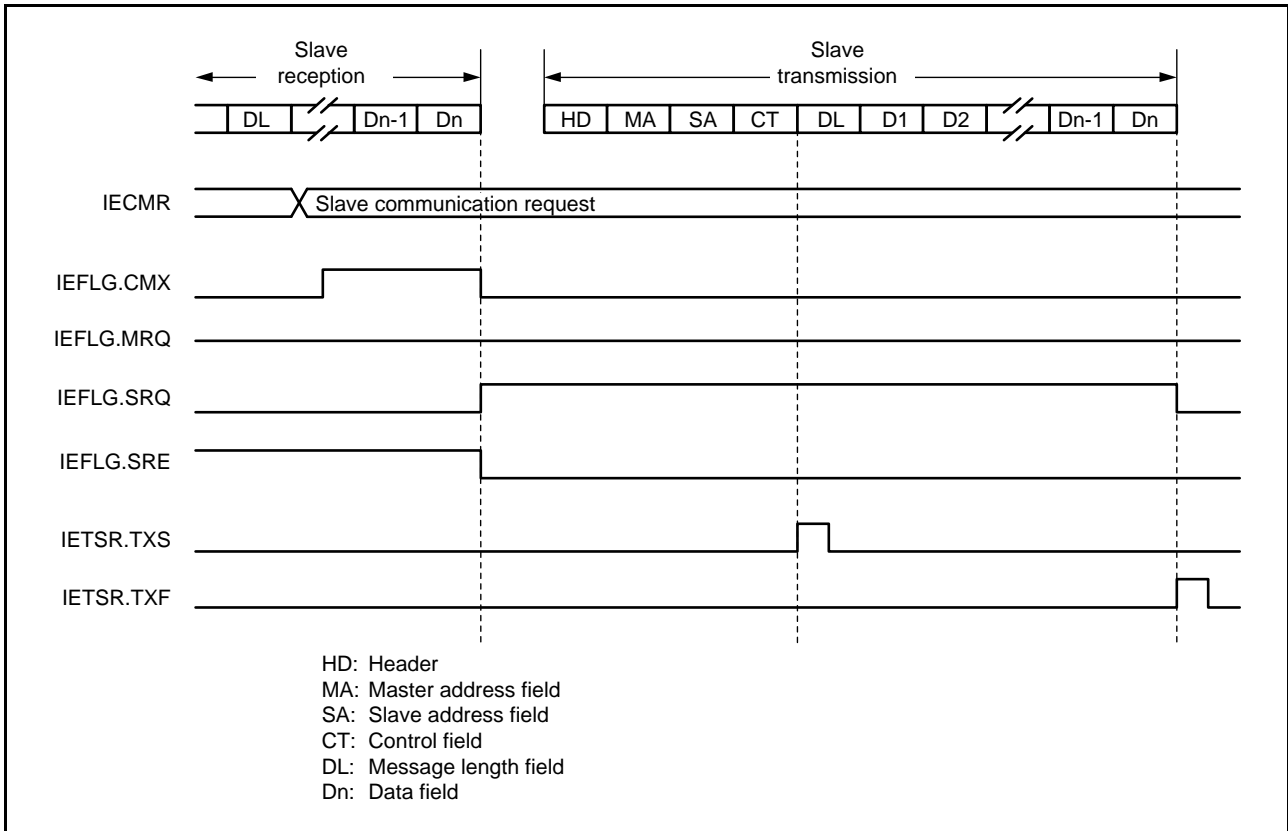 Slave
reception
Slave
transmission
DL Dn-1 Dn HD MA SA CT DL D1 D2 Dn-1 Dn
IECMR Slave communication request
IEFLG.CMX
IEFLG.MRQ
IEFLG.SRQ
IEFLG.SRE
IETSR.TXS
IETSR.TXF
HD: Header
MA: Master address field
SA: Slave address field
CT: Control field
DL: Message length field
Dn: Data field